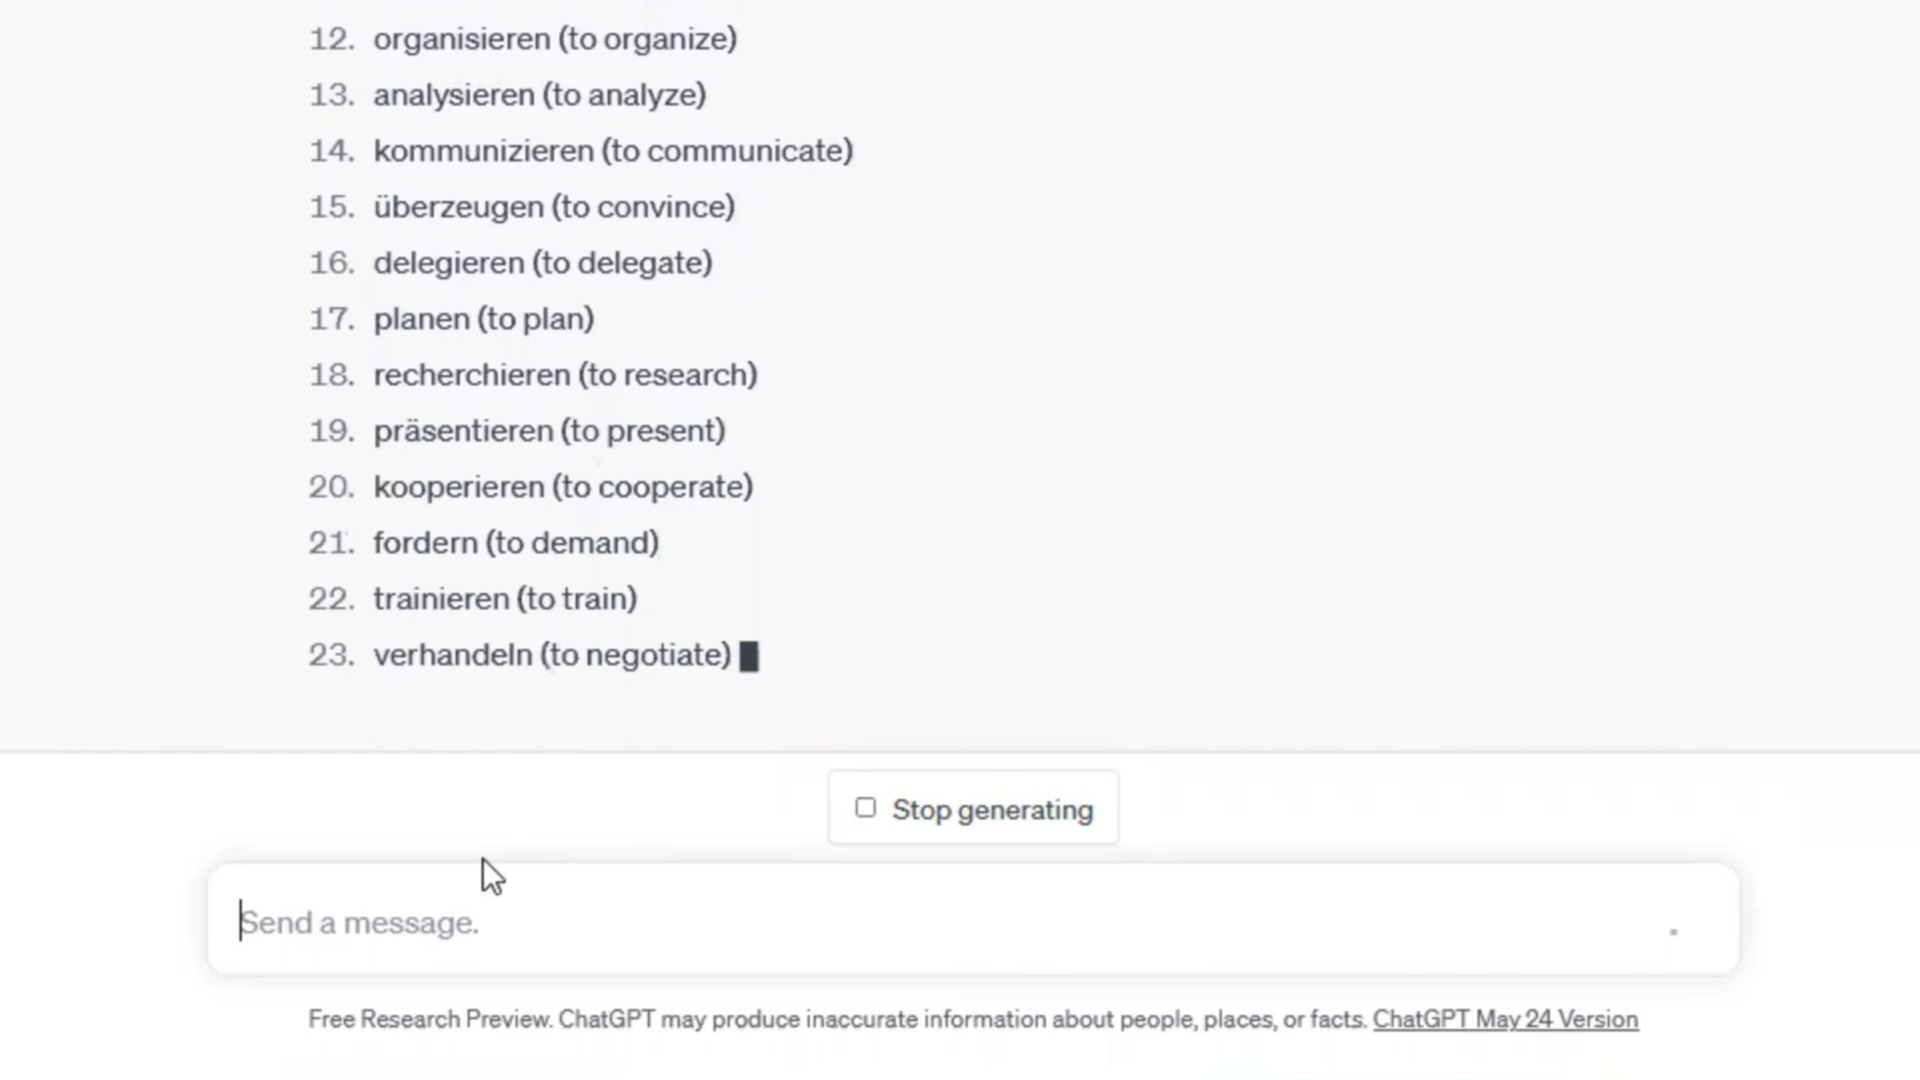 12. organisieren (to organize)
13. analysieren (to analyze)
14. kommunizieren (to communicate)
15. überzeugen (to convince)
16. delegieren (to delegate)
17. planen (to plan)
18. recherchieren (to research)
19. präsentieren (to present)
20. kooperieren (to cooperate)
21. fordern (to demand)
22. trainieren (to train)
23. verhandeln (to negotiate)
Stop generating
Send a message.
Free Research Preview. ChatGPT may produce inaccurate information about people, places, or facts. ChatGPT May 24 Version